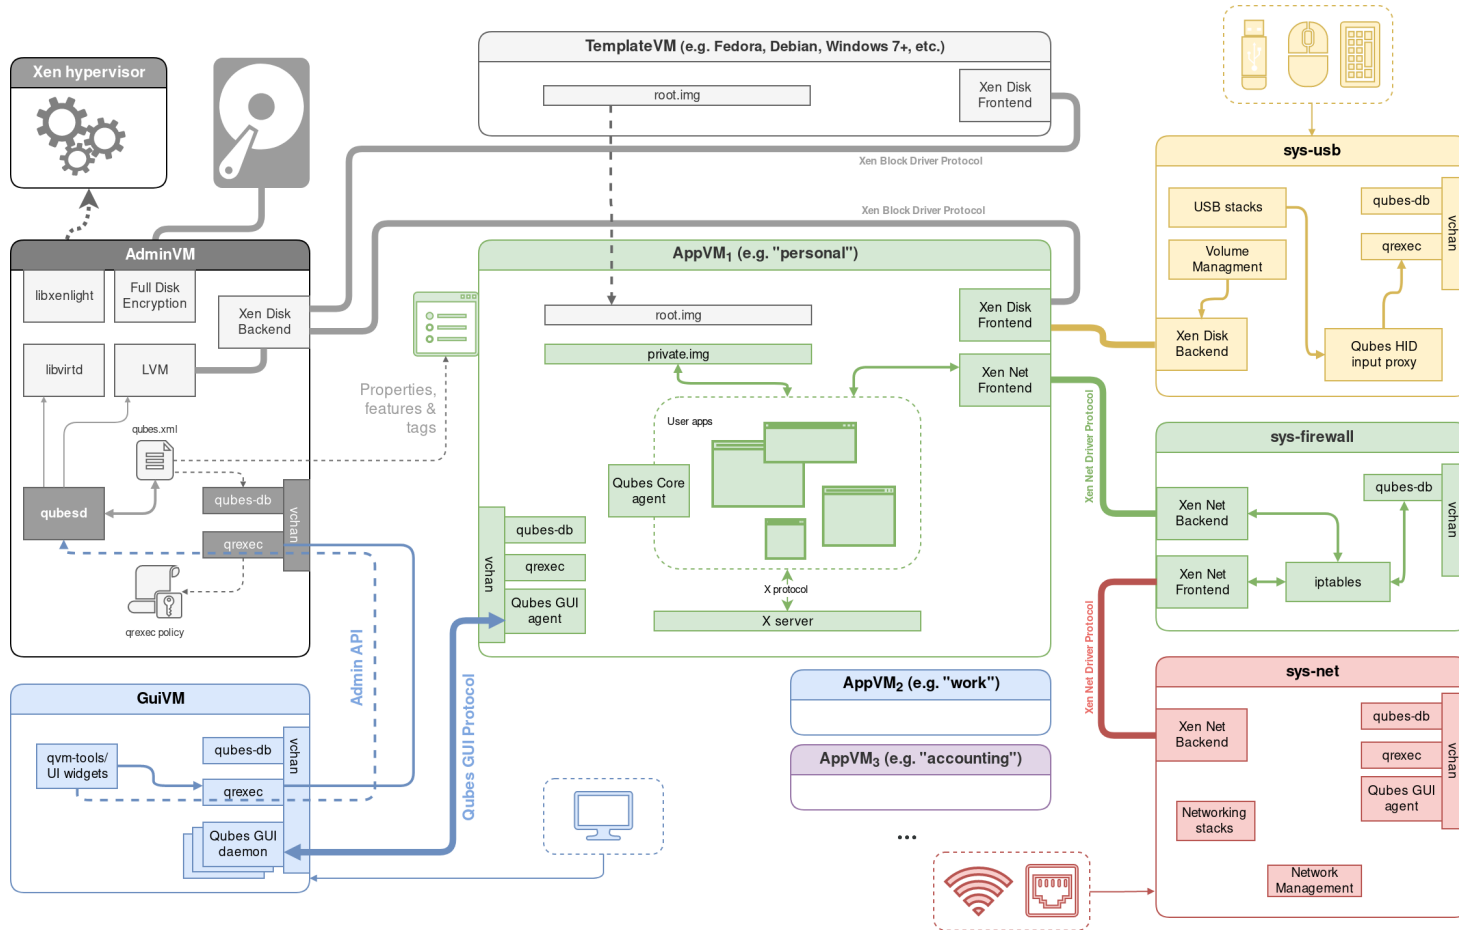 Xen hypervisor
TemplateVM (e.g. Fedora, Debian, Windows 7+, etc.)
root.img
Xen Disk
Frontend
Xen Block Driver Protocol
Xen Block Driver Protocol
AdminVM
libxenlight
Full Disk
Encryption
Xen Disk
Backend
libvirtd
LVM
qubes.xml
qubesd
qubes-db
qrexec
vchan
qrexec policy
Properties,
features &
tags
Admin API
GuiVM
qvm-tools/
UI widgets
qubes-db
qrexec
vchan
Qubes GUI
daemon
Qubes GUI Protocol
AppVM1 (e.g. "personal")
root.img
private.img
Xen Disk
Frontend
Xen Net
Frontend
User apps
Qubes Core
agent
vchan
qubes-db
qrexec
Qubes GUI
agent
X protocol
X server
AppVM2 (e.g. "work")
AppVM3 (e.g. "accounting")
...
sys-usb
USB stacks
Volume
Managment
Xen Disk
Backend
qubes-db
qrexec
vchan
Qubes HID
input proxy
Xen Net Driver Protocol
sys-firewall
Xen Net
Backend
Xen Net
Frontend
iptables
qubes-db
vchan
Xen Net Driver Protocol
sys-net
Xen Net
Backend
qubes-db
qrexec
Qubes GUI
agent
vchan
Networking
stacks
Network
Management